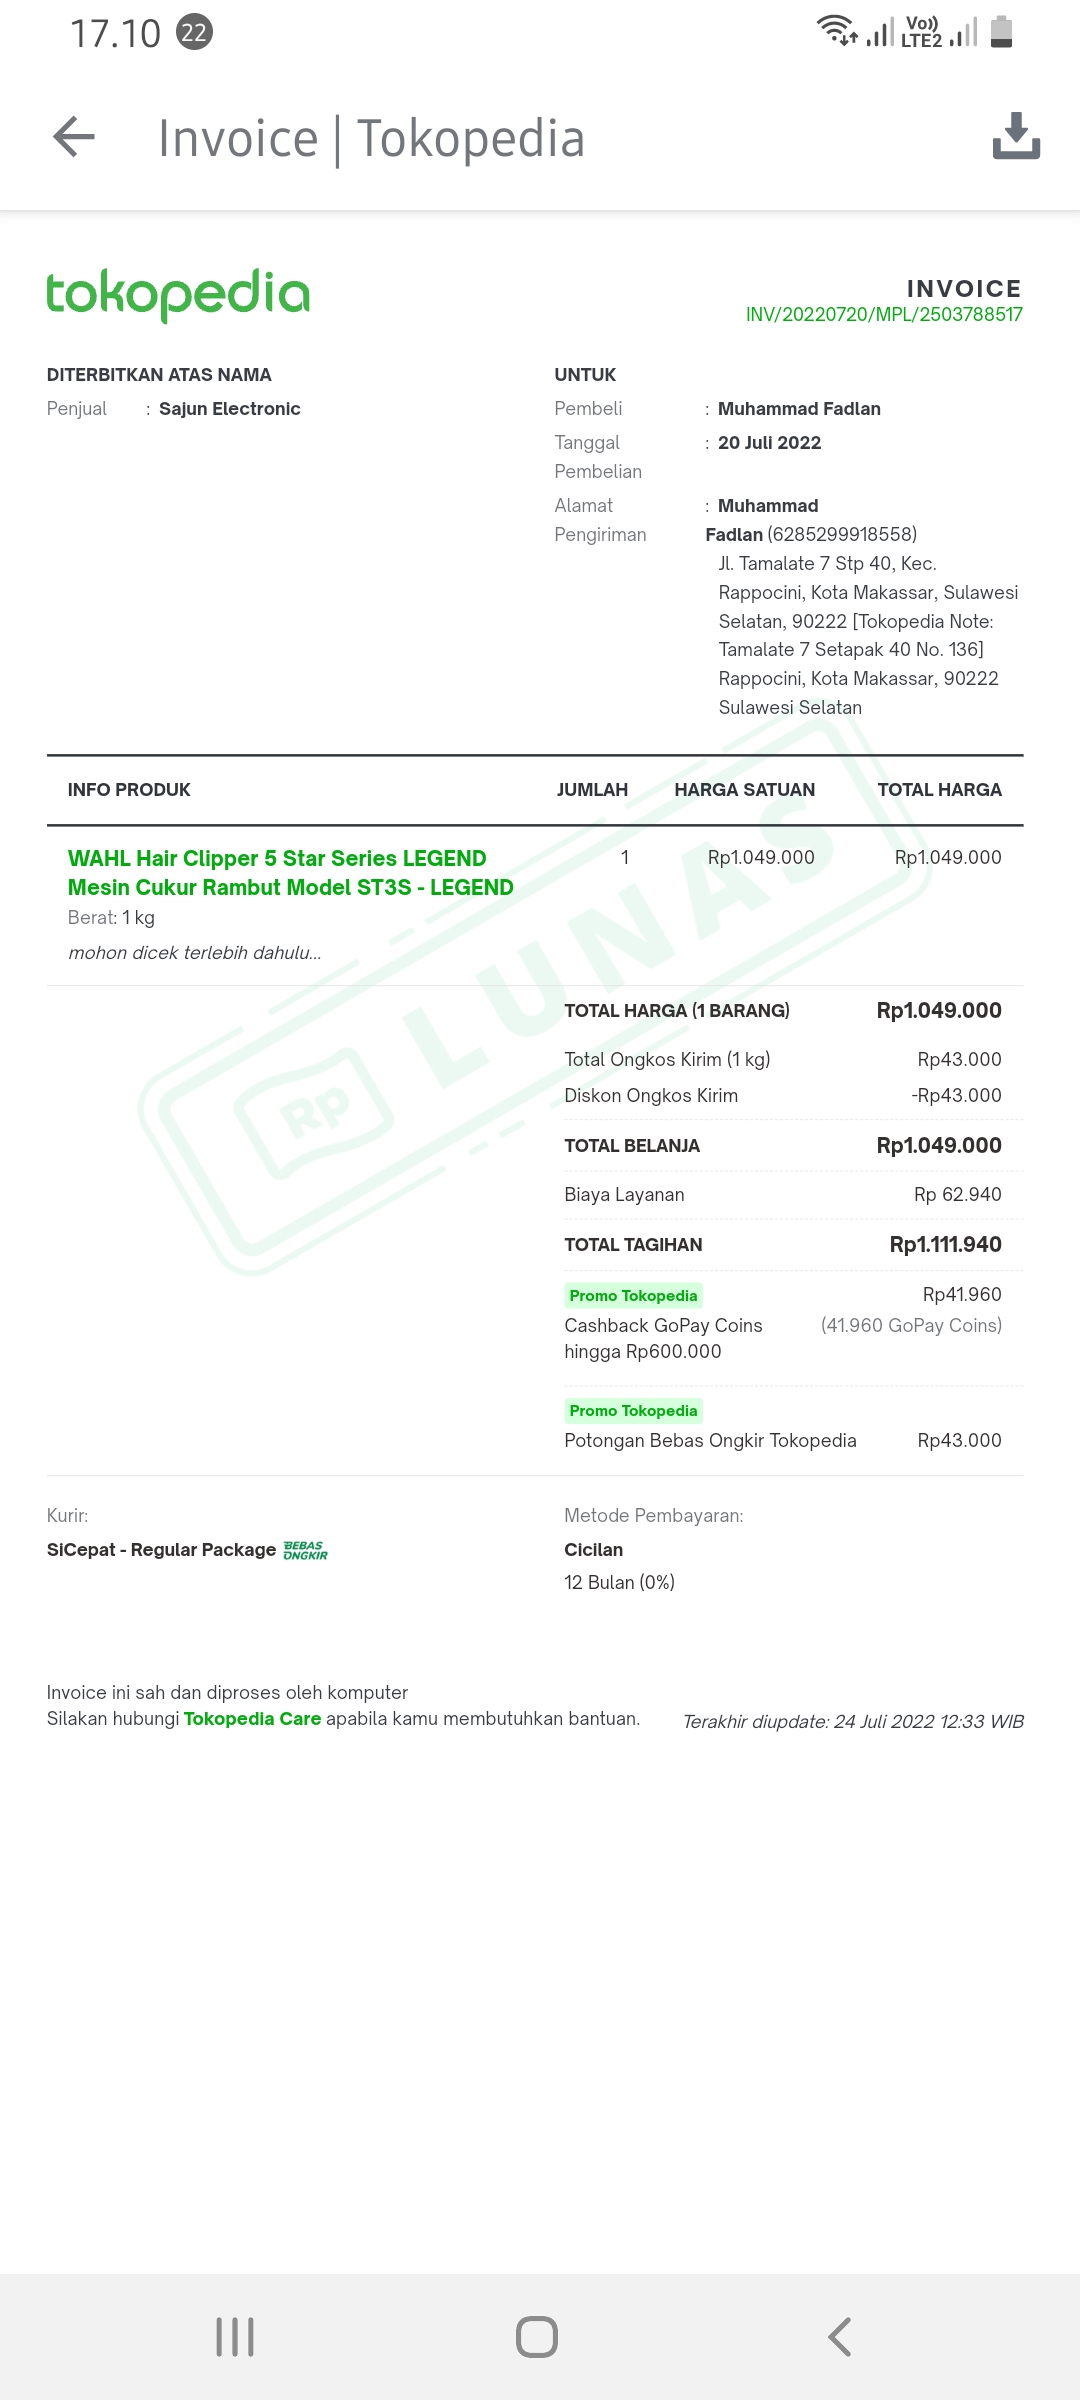 17.10 22
Vo))
LTE2
Invoice | Tokopedia
tokopedia
INVOICE
INV/20220720/MPL/2503788517
DITERBITKAN ATAS NAMA
Penjual : Sajun Electronic
UNTUK
Pembeli : Muhammad Fadlan
Tanggal : 20 Juli 2022
Pembelian
Alamat : Muhammad
Pengiriman Fadlan (6285299918558)
Jl. Tamalate 7 Stp 40, Kec.
Rappocini, Kota Makassar, Sulawesi
Selatan, 90222 [Tokopedia Note:
Tamalate 7 Setapak 40 No. 136]
Rappocini, Kota Makassar, 90222
Sulawesi Selatan
INFO PRODUK JUMLAH HARGA SATUAN TOTAL HARGA
WAHL Hair Clipper 5 Star Series LEGEND 1 Rp1.049.000 Rp1.049.000
Mesin Cukur Rambut Model ST3S - LEGEND
Berat: 1 kg
mohon dicek terlebih dahulu...
Rp LUNAS
TOTAL HARGA (1 BARANG) Rp1.049.000
Total Ongkos Kirim (1 kg) Rp43.000
Diskon Ongkos Kirim -Rp43.000
TOTAL BELANJA Rp1.049.000
Biaya Layanan Rp 62.940
TOTAL TAGIHAN Rp1.111.940
Promo Tokopedia Rp41.960
Cashback GoPay Coins (41.960 GoPay Coins)
hingga Rp600.000
Promo Tokopedia
Potongan Bebas Ongkir Tokopedia Rp43.000
Kurir:
SiCepat - Regular Package BEBAS ONGKIR
Metode Pembayaran:
Cicilan
12 Bulan (0%)
Invoice ini sah dan diproses oleh komputer
Silakan hubungi Tokopedia Care apabila kamu membutuhkan bantuan.
Terakhir diupdate: 24 Juli 2022 12:33 WIB